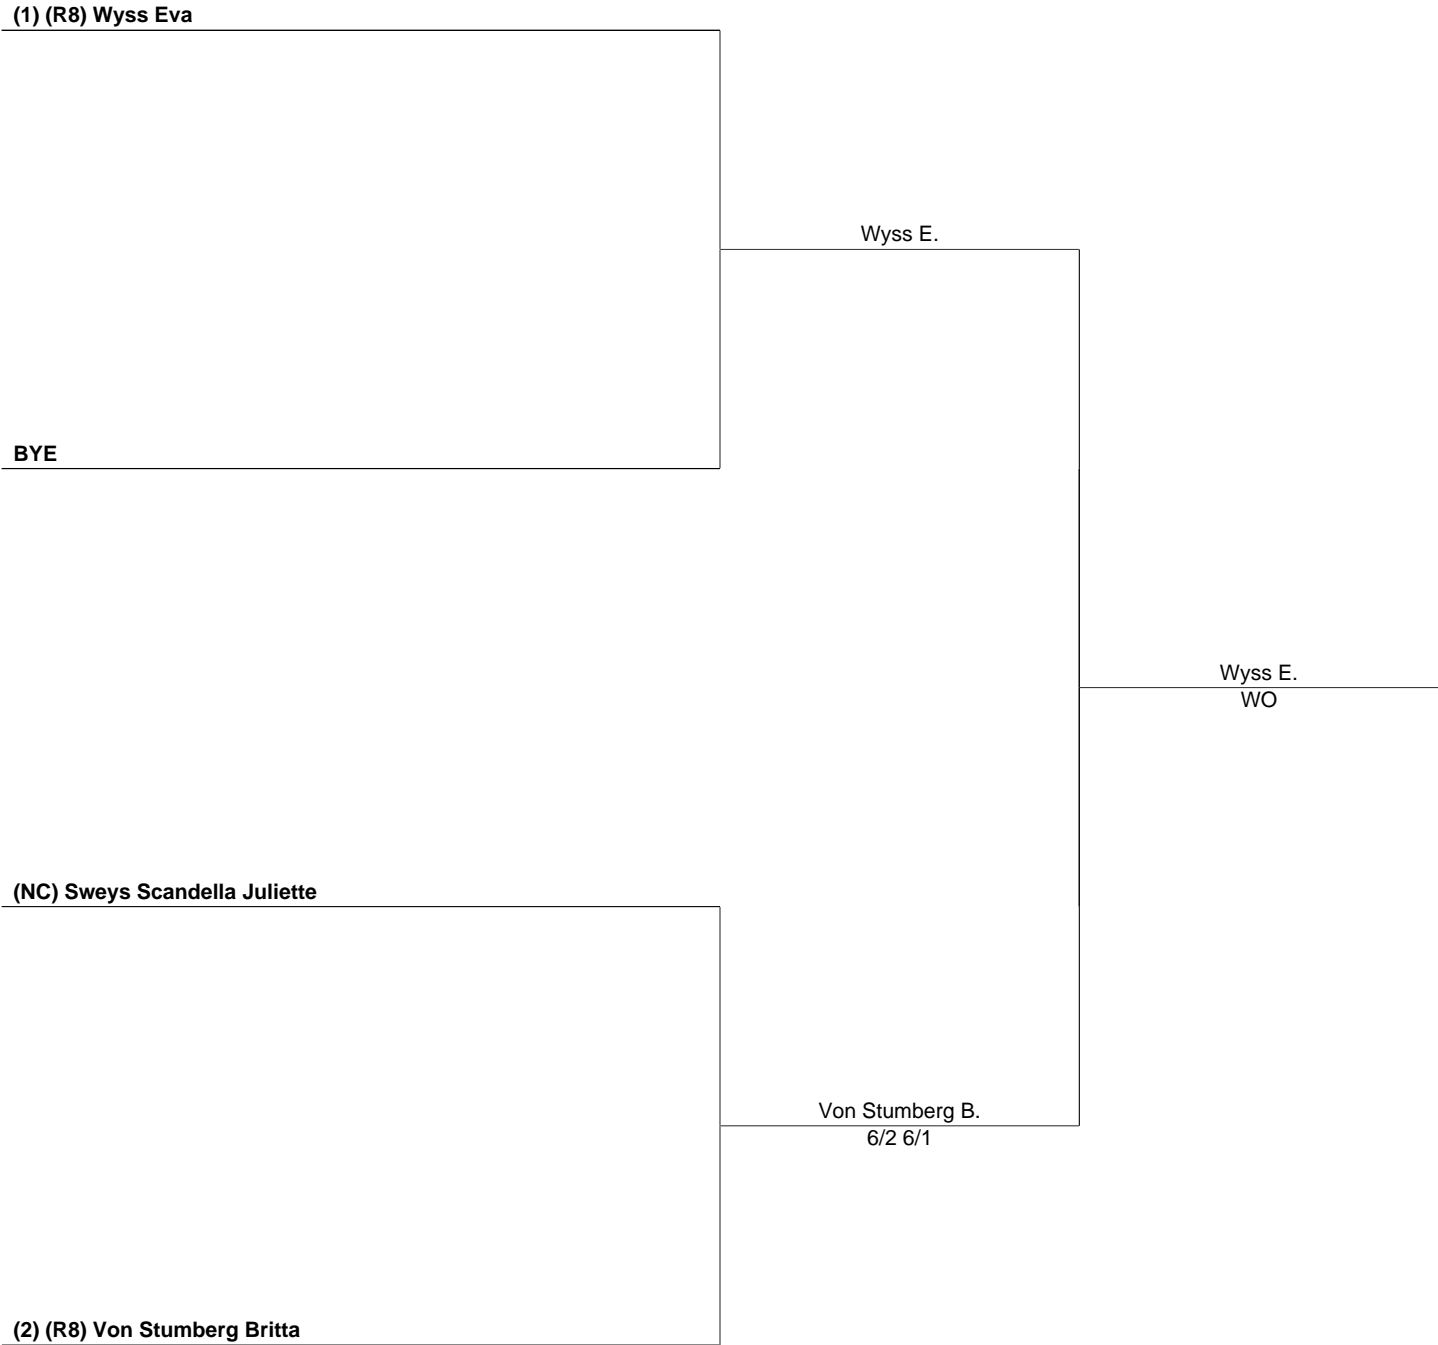 (1) (R8) Wyss Eva
Wyss E.
BYE
Wyss E.
WO
(NC) Sweys Scandella Juliette
Von Stumberg B.
6/2 6/1
(2) (R8) Von Stumberg Britta